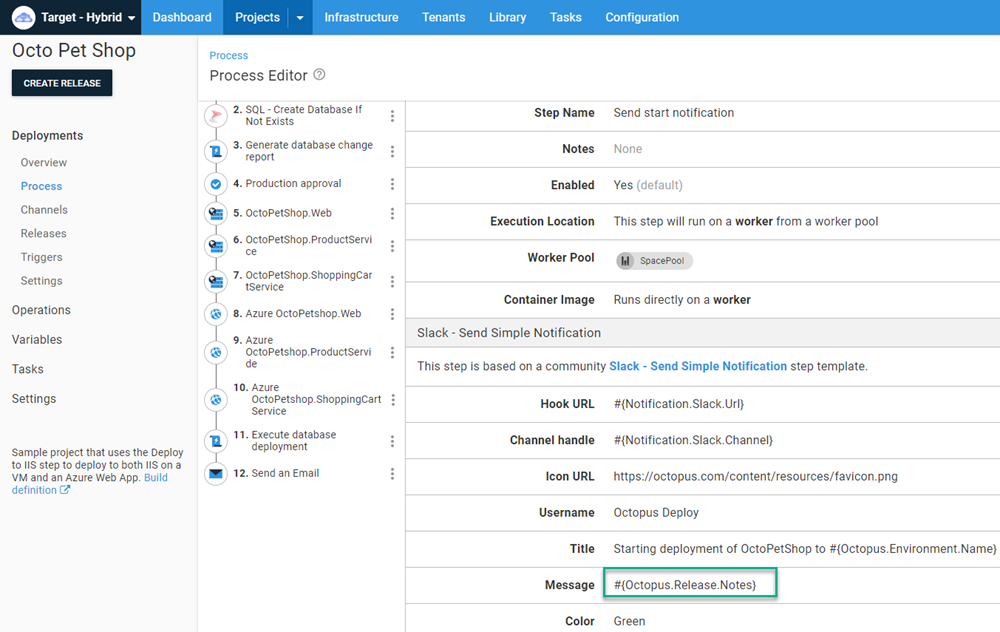 Target - Hybrid
Dashboard
Projects
Infrastructure
Tenants
Library
Tasks
Configuration
Octo Pet Shop
CREATE RELEASE
Deployments
Overview
Process
Channels
Releases
Triggers
Settings
Operations
Variables
Tasks
Settings
Sample project that uses the Deploy
to IIS step to deploy to both IIS on a
VM and an Azure Web App. Build
definition
Process
Process Editor ?
2. SQL - Create Database If
Not Exists
3. Generate database change
report
4. Production approval
5. OctoPetShop.Web
6. OctoPetShop.ProductServi
ce
7. OctoPetShop.ShoppingCar
tService
8. Azure OctoPetshop.Web
9. Azure
OctoPetshop.ProductServi
de
10. Azure
OctoPetshop.ShoppingCart
Service
11. Execute database
deployment
12. Send an Email
Step Name Send start notification
Notes None
Enabled Yes (default)
Execution Location This step will run on a worker from a worker pool
Worker Pool SpacePool
Container Image Runs directly on a worker
Slack - Send Simple Notification
This step is based on a community Slack - Send Simple Notification step template.
Hook URL #{Notification.Slack.Url}
Channel handle #{Notification.Slack.Channel}
Icon URL https://octopus.com/content/resources/favicon.png
Username Octopus Deploy
Title Starting deployment of OctoPetShop to #{Octopus.Environment.Name}
Message #{Octopus.Release.Notes}
Color Green